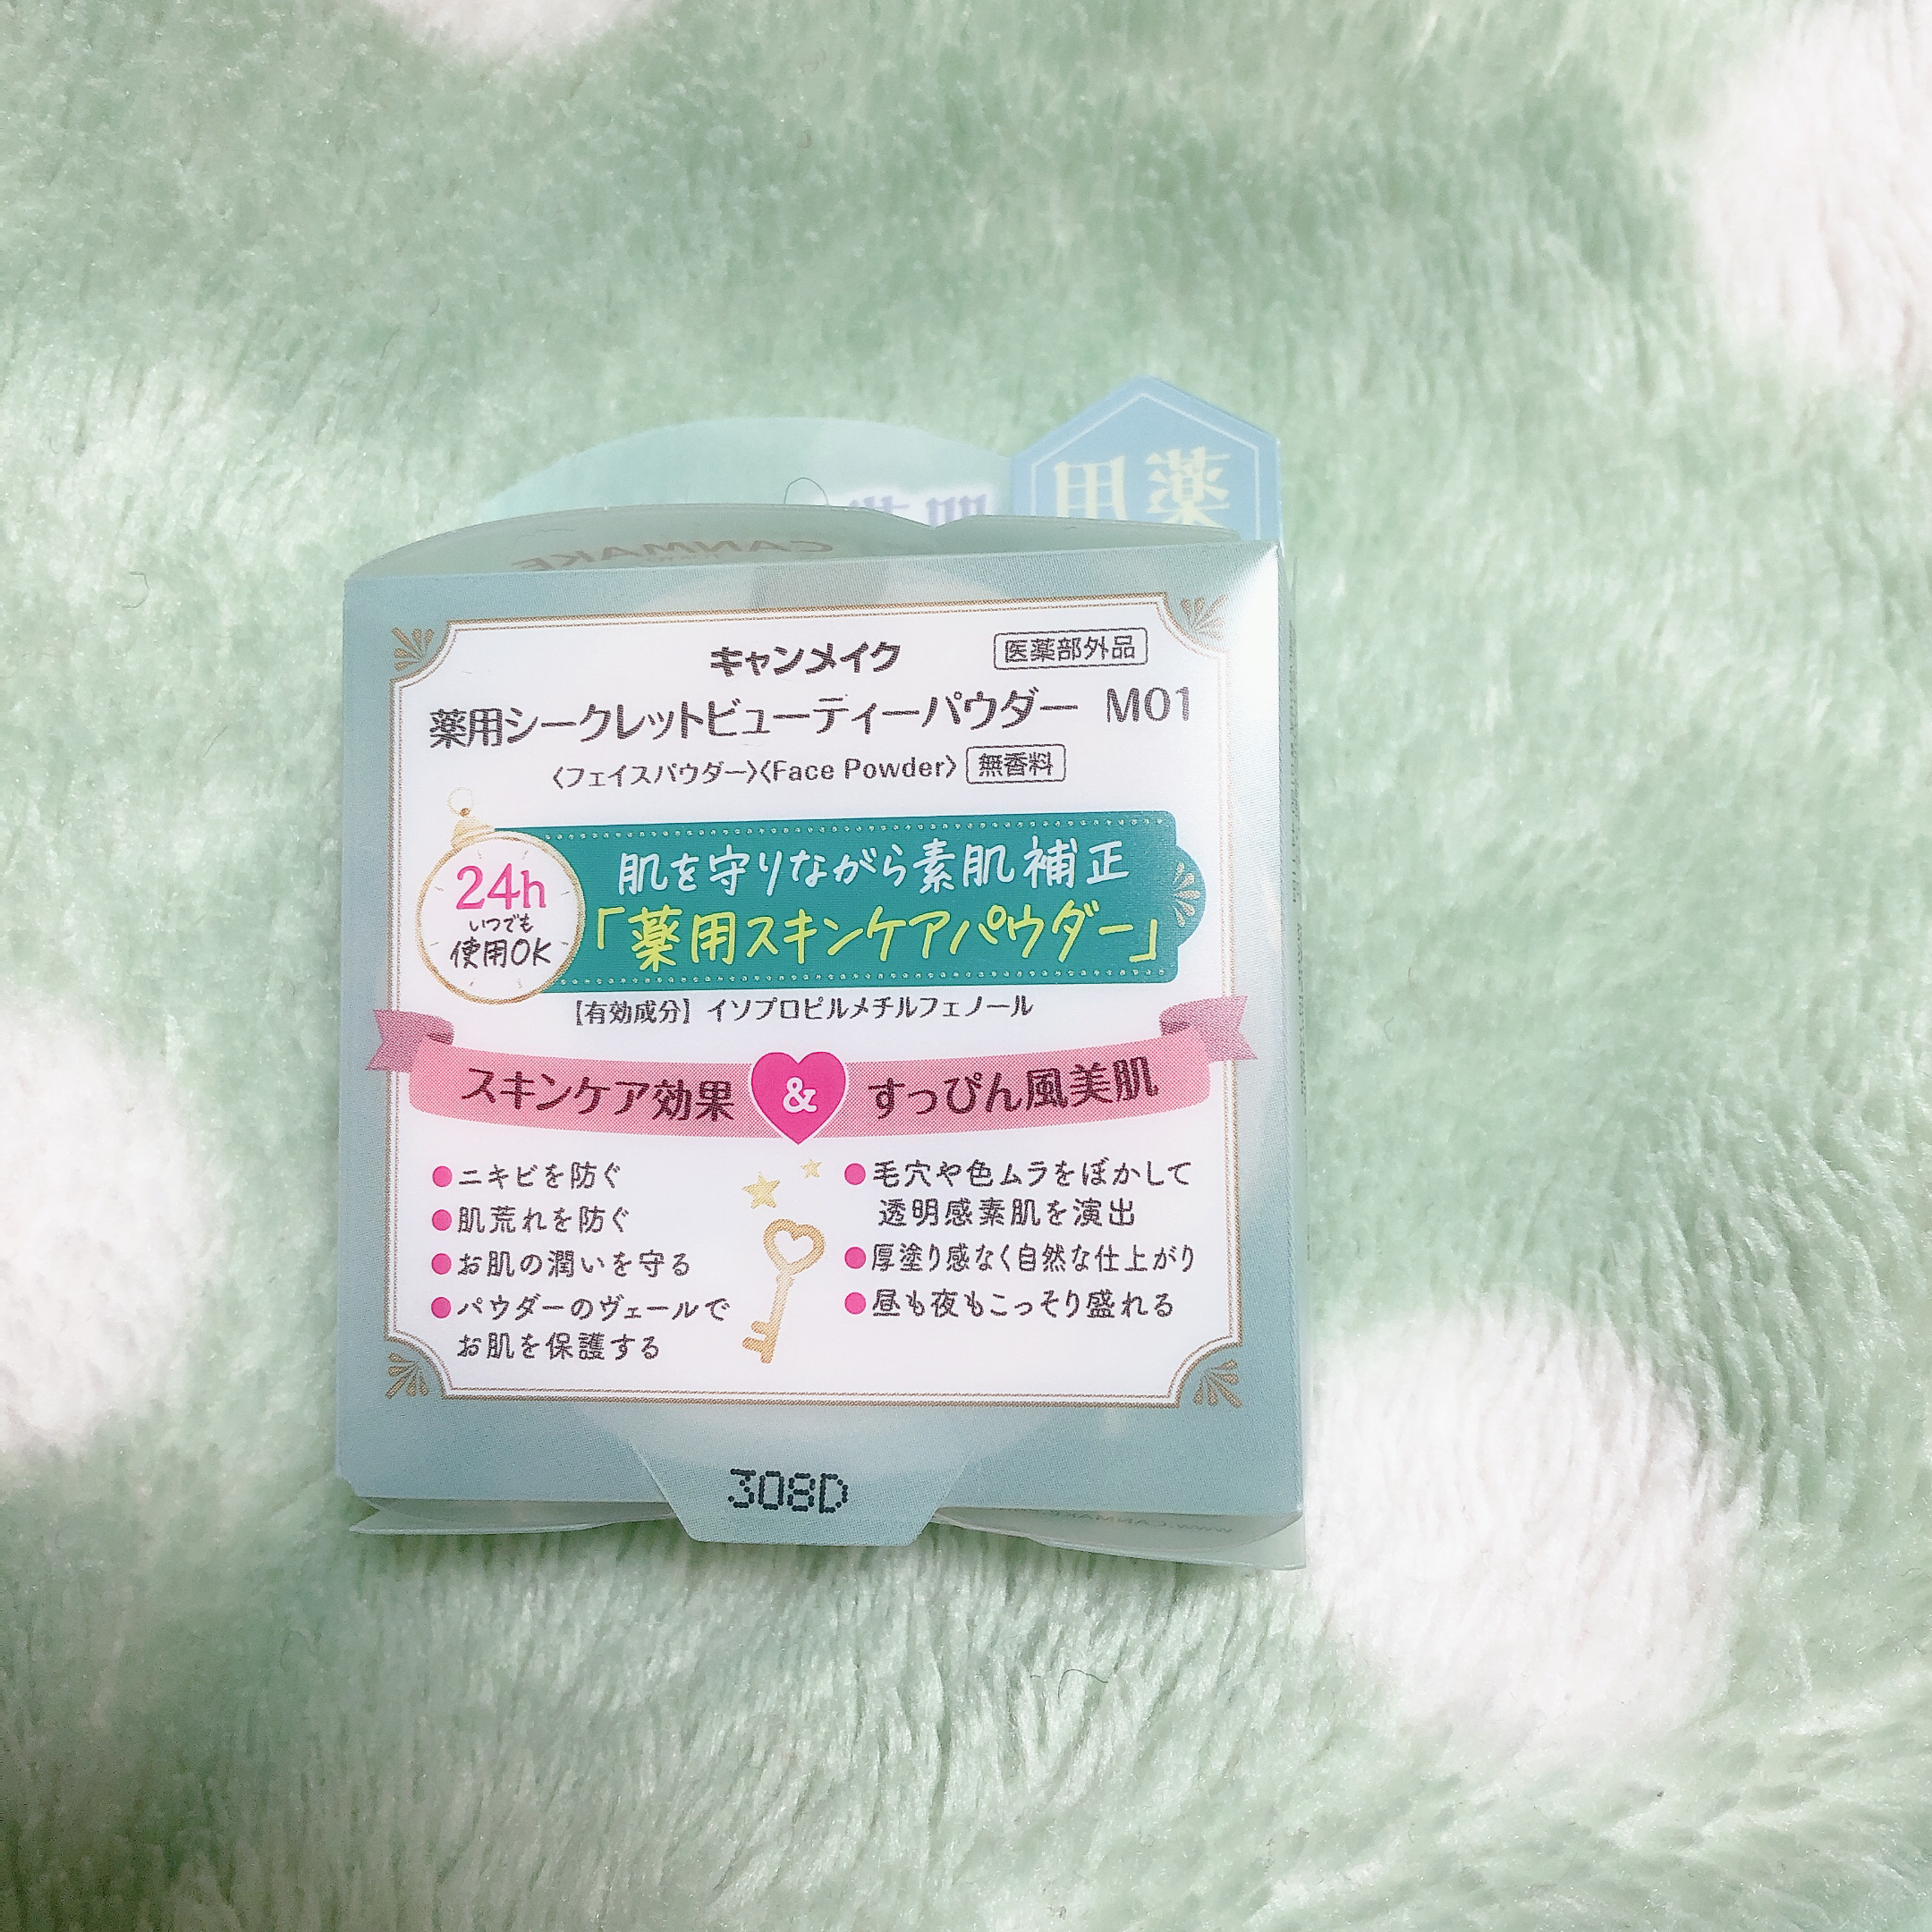 薬用
CANMAKE
キャンメイク 医薬部外品
薬用シークレットビューティーパウダー M01
〈フェイスパウダー〉〈Face Powder〉 無香料
24h
いつでも
使用OK
肌を守りながら素肌補正
「薬用スキンケアパウダー」
【有効成分】イソプロピルメチルフェノール
スキンケア効果 & すっぴん風美肌
●ニキビを防ぐ
●肌荒れを防ぐ
●お肌の潤いを守る
●パウダーのヴェールで
お肌を保護する
●毛穴や色ムラをぼかして
透明感素肌を演出
●厚塗り感なく自然な仕上がり
●昼も夜もこっそり盛れる
308D